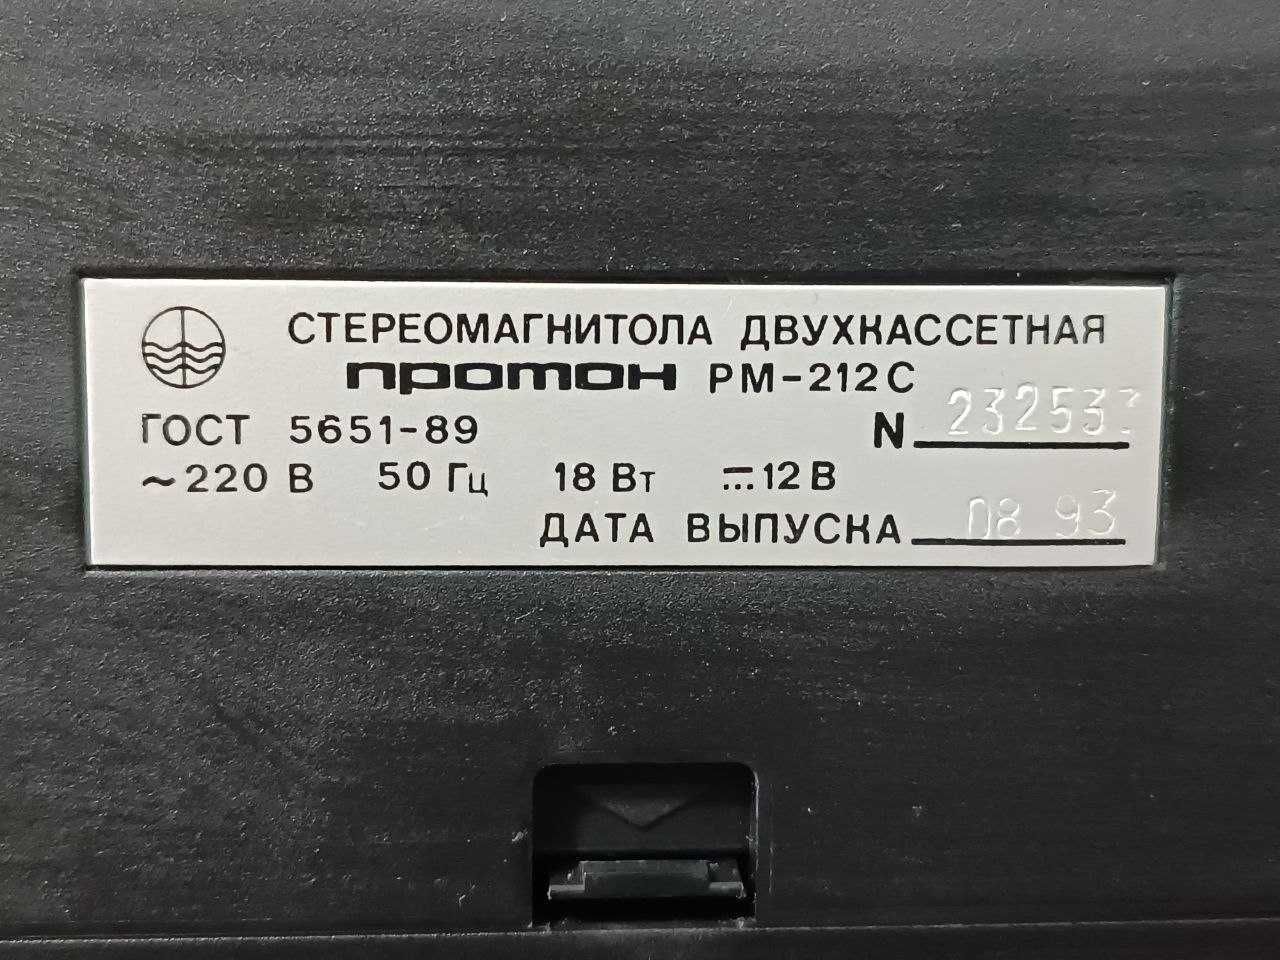 СТЕРЕОМАГНИТОЛА ДВУХКАССЕТНАЯ
ПРОТОН РМ-212С
ГОСТ 5651-89 N
~220 В 50 Гц 18 Вт 12 В
ДАТА ВЫПУСКА 08 93